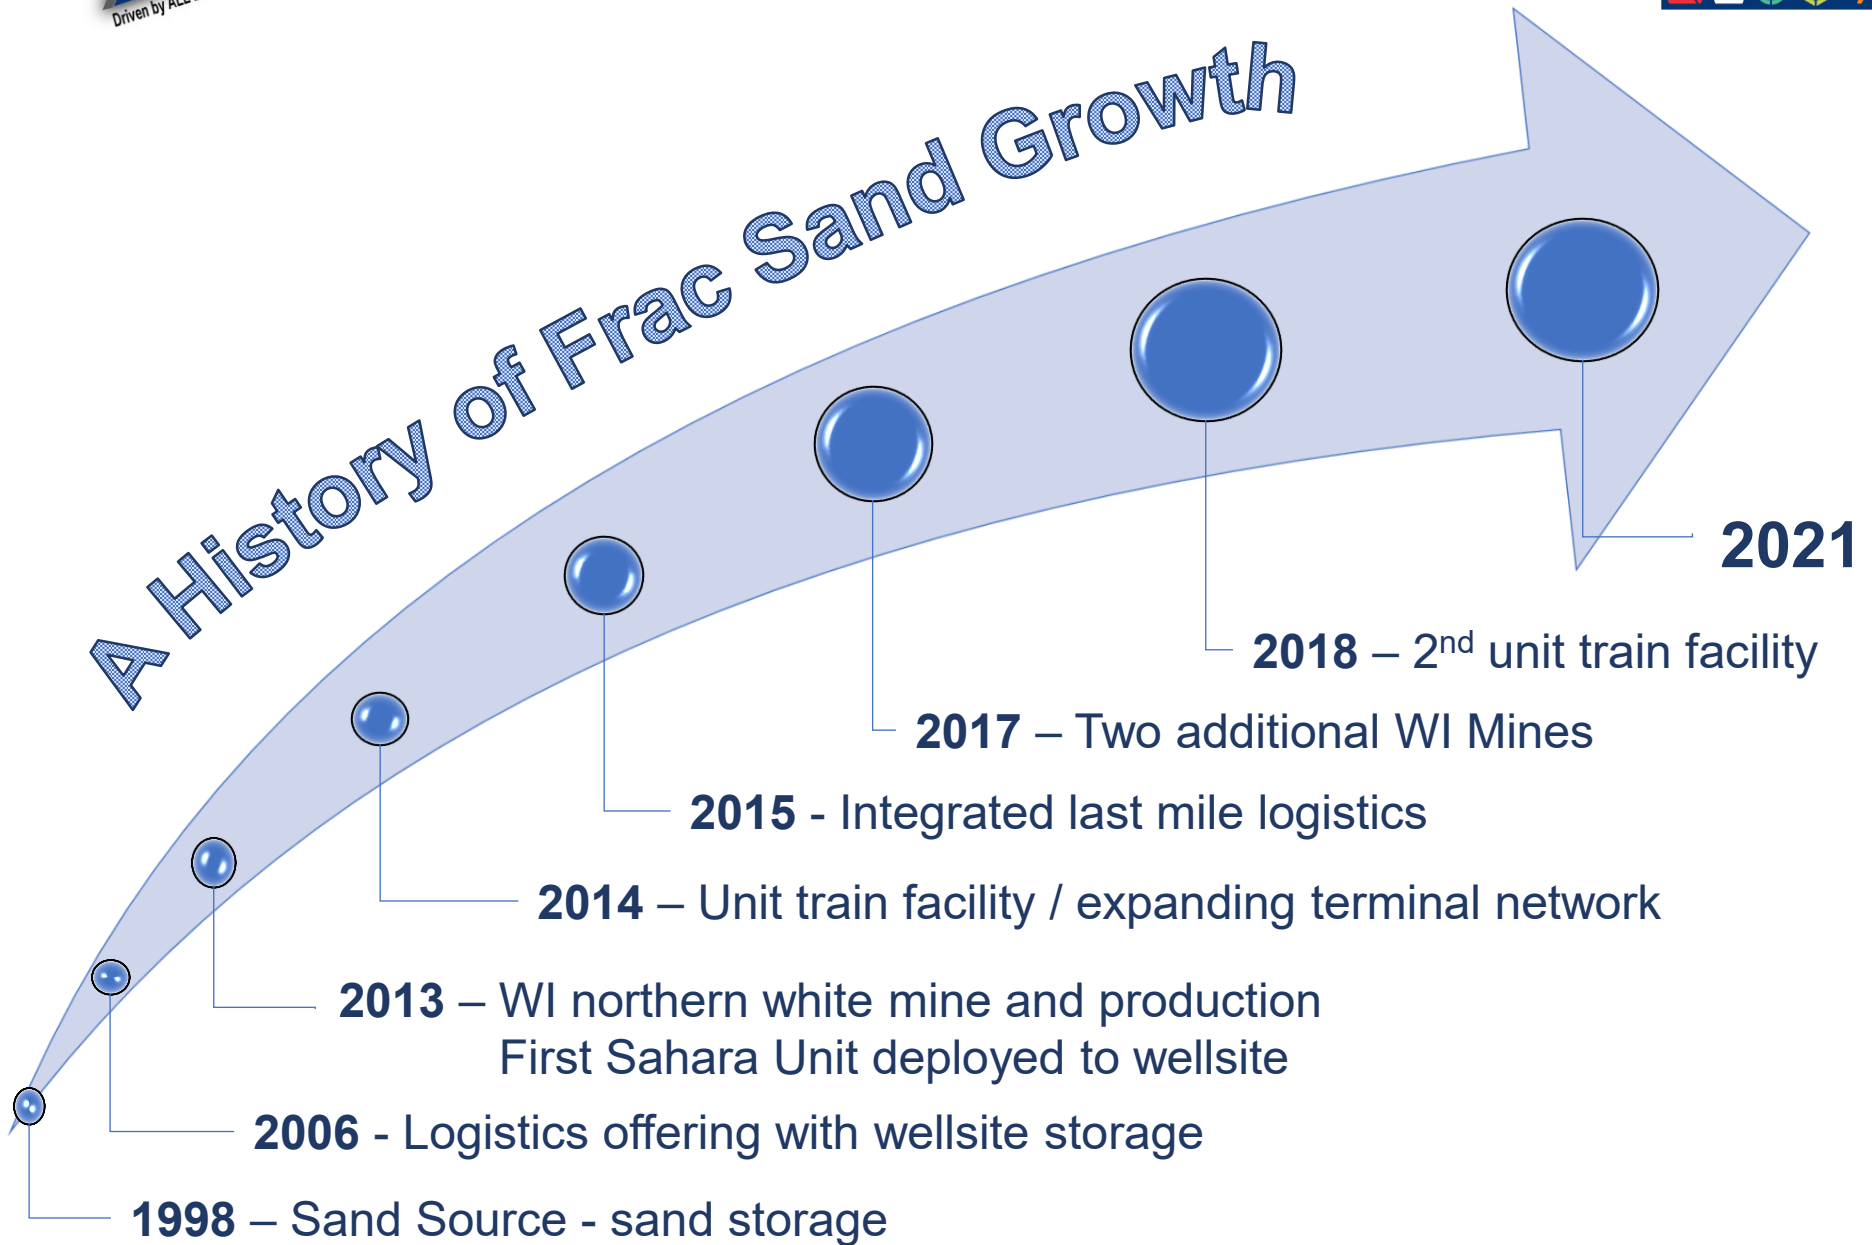 Driven by
A History of Frac Sand Growth
2021
2018 – 2nd unit train facility
2017 – Two additional WI Mines
2015 - Integrated last mile logistics
2014 – Unit train facility / expanding terminal network
2013 – WI northern white mine and production
First Sahara Unit deployed to wellsite
2006 - Logistics offering with wellsite storage
1998 – Sand Source - sand storage